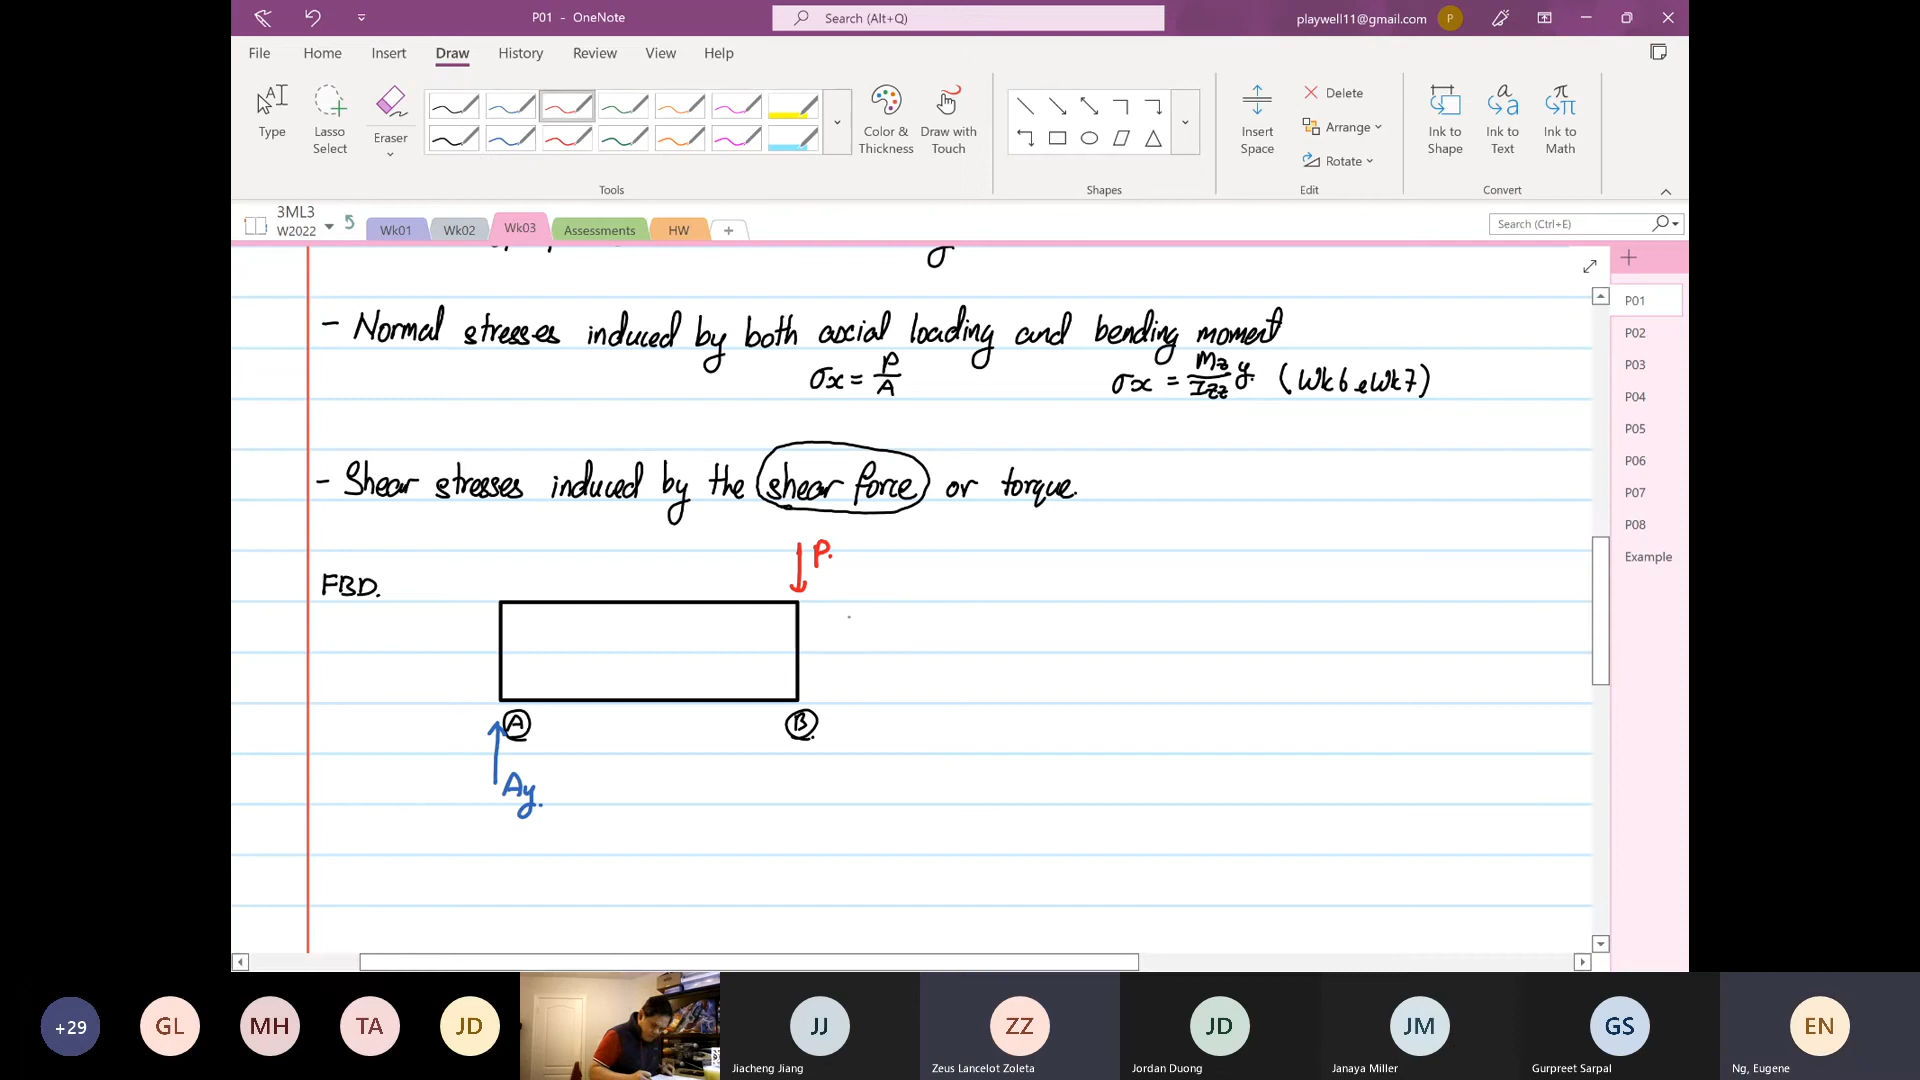 P01 - OneNote
Search (Alt+Q)
playwell11@gmail.com
P
File
Home
Insert
Draw
History
Review
View
Help
Type
Lasso
Select
Eraser
Color &
Thickness
Draw with
Touch
Tools
Shapes
Insert
Space
Delete
Arrange
Rotate
Edit
a
a
π
π
Ink to
Shape
Ink to
Text
Ink to
Math
Convert
3ML3
W2022
Wk01
Wk02
Wk03
Assessments
HW
+
Search (Ctrl+E)
P01
P02
P03
P04
P05
P06
P07
P08
Example
- Normal stresses induced by both axial loading and bending moment
σx = P/A
σx = Mz/Izz y. (Wk6 & Wk7)
- Shear stresses induced by the shear force or torque.
P.
FBD.
A
B
Ay.
+29
GL
MH
TA
JD
JJ
Jiacheng Jiang
ZZ
Zeus Lancelot Zoleta
JD
Jordan Duong
JM
Janaya Miller
GS
Gurpreet Sarpal
EN
Ng, Eugene